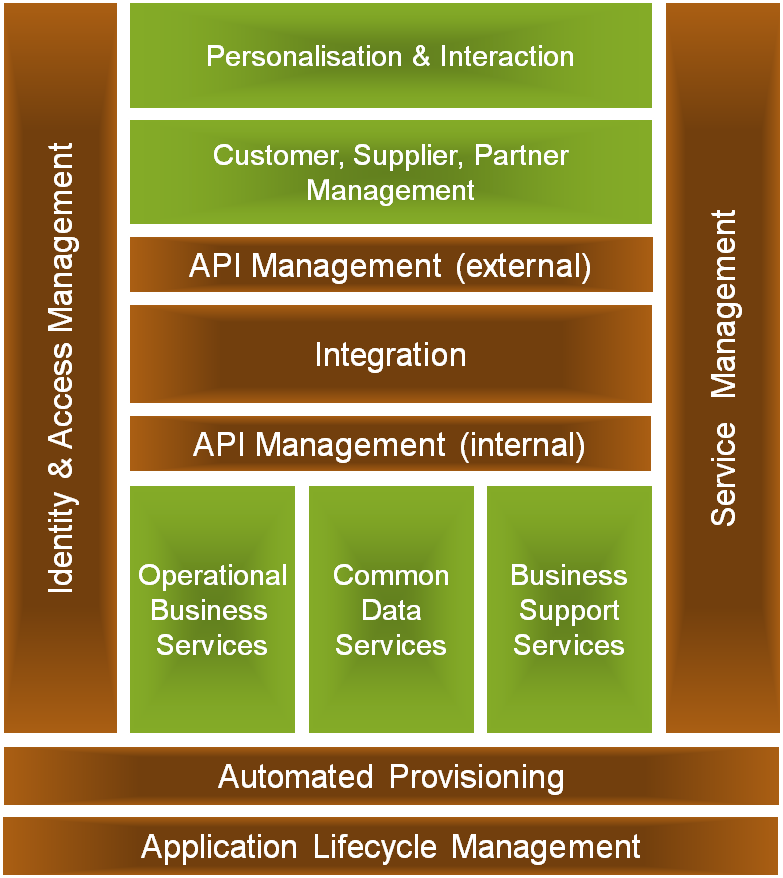 Personalisation & Interaction
Customer, Supplier, Partner
Management
API Management (external)
Integration
API Management (internal)
Identity & Access Management
Service Management
Operational
Business
Services
Common
Data
Services
Business
Support
Services
Automated Provisioning
Application Lifecycle Management